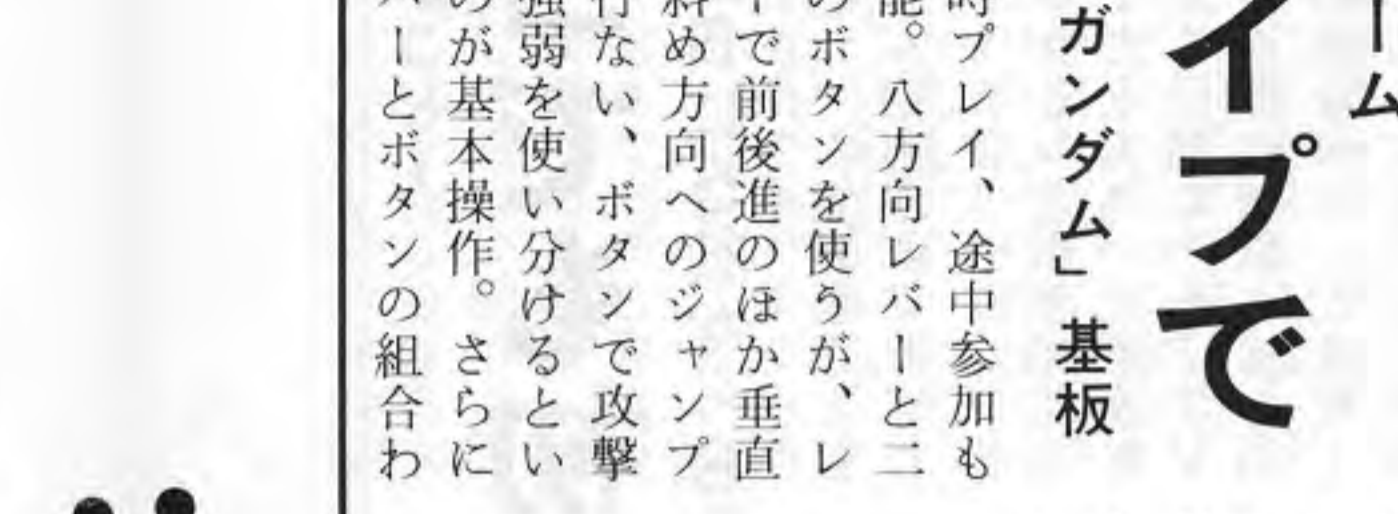 ーム
イプで
ガンダム」基板
時プレイ、途中参加も
能。八方向レバーと二
のボタンを使うが、レ
ーで前後進のほか垂直
斜め方向へのジャンプ
行ない、ボタンで攻撃
強弱を使い分けるとい
のが基本操作。さらに
バーとボタンの組合わ